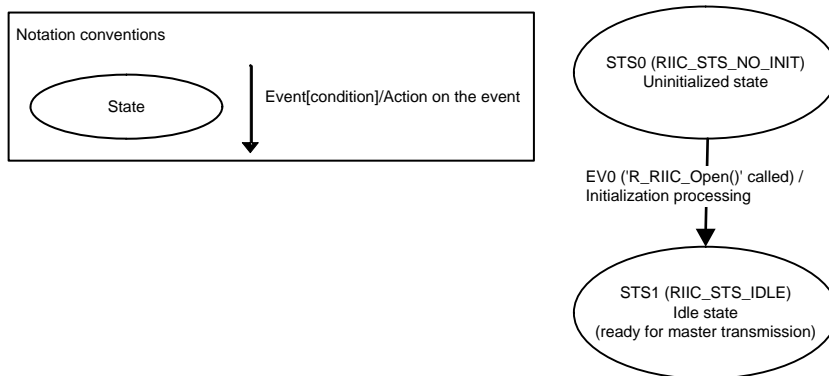 Notation conventions
State
Event[condition]/Action on the event
STS0 (RIIC_STS_NO_INIT)
Uninitialized state
EV0 ('R_RIIC_Open()' called) /
Initialization processing
STS1 (RIIC_STS_IDLE)
Idle state
(ready for master transmission)